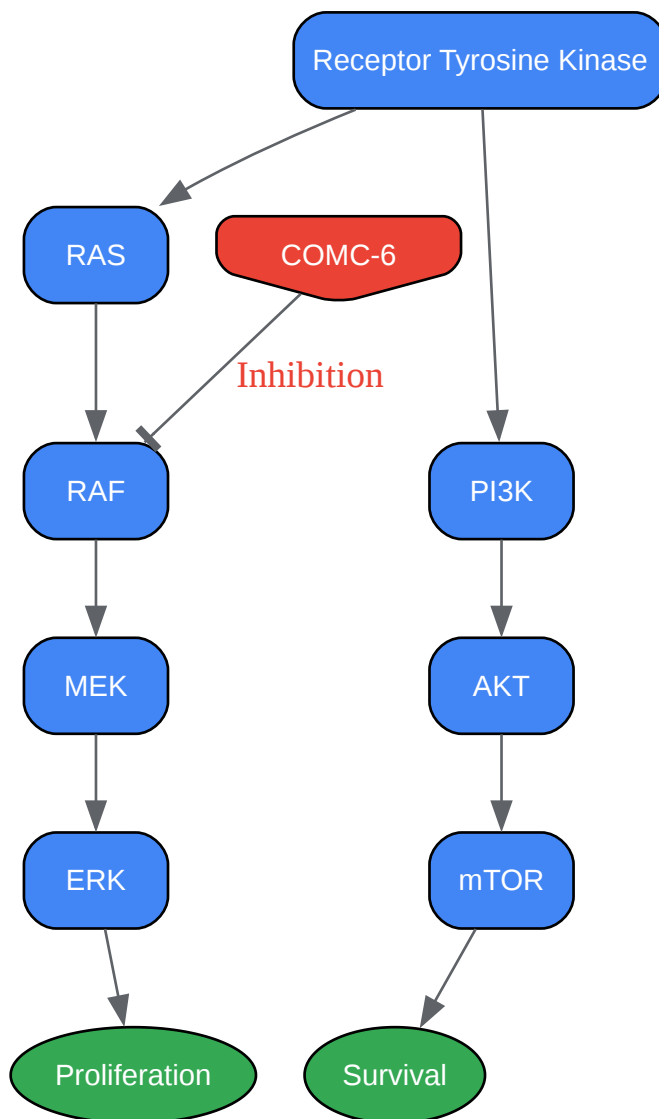 Receptor Tyrosine Kinase
RAS
COMC-6
Inhibition
RAF
PI3K
MEK
AKT
ERK
mTOR
Proliferation
Survival